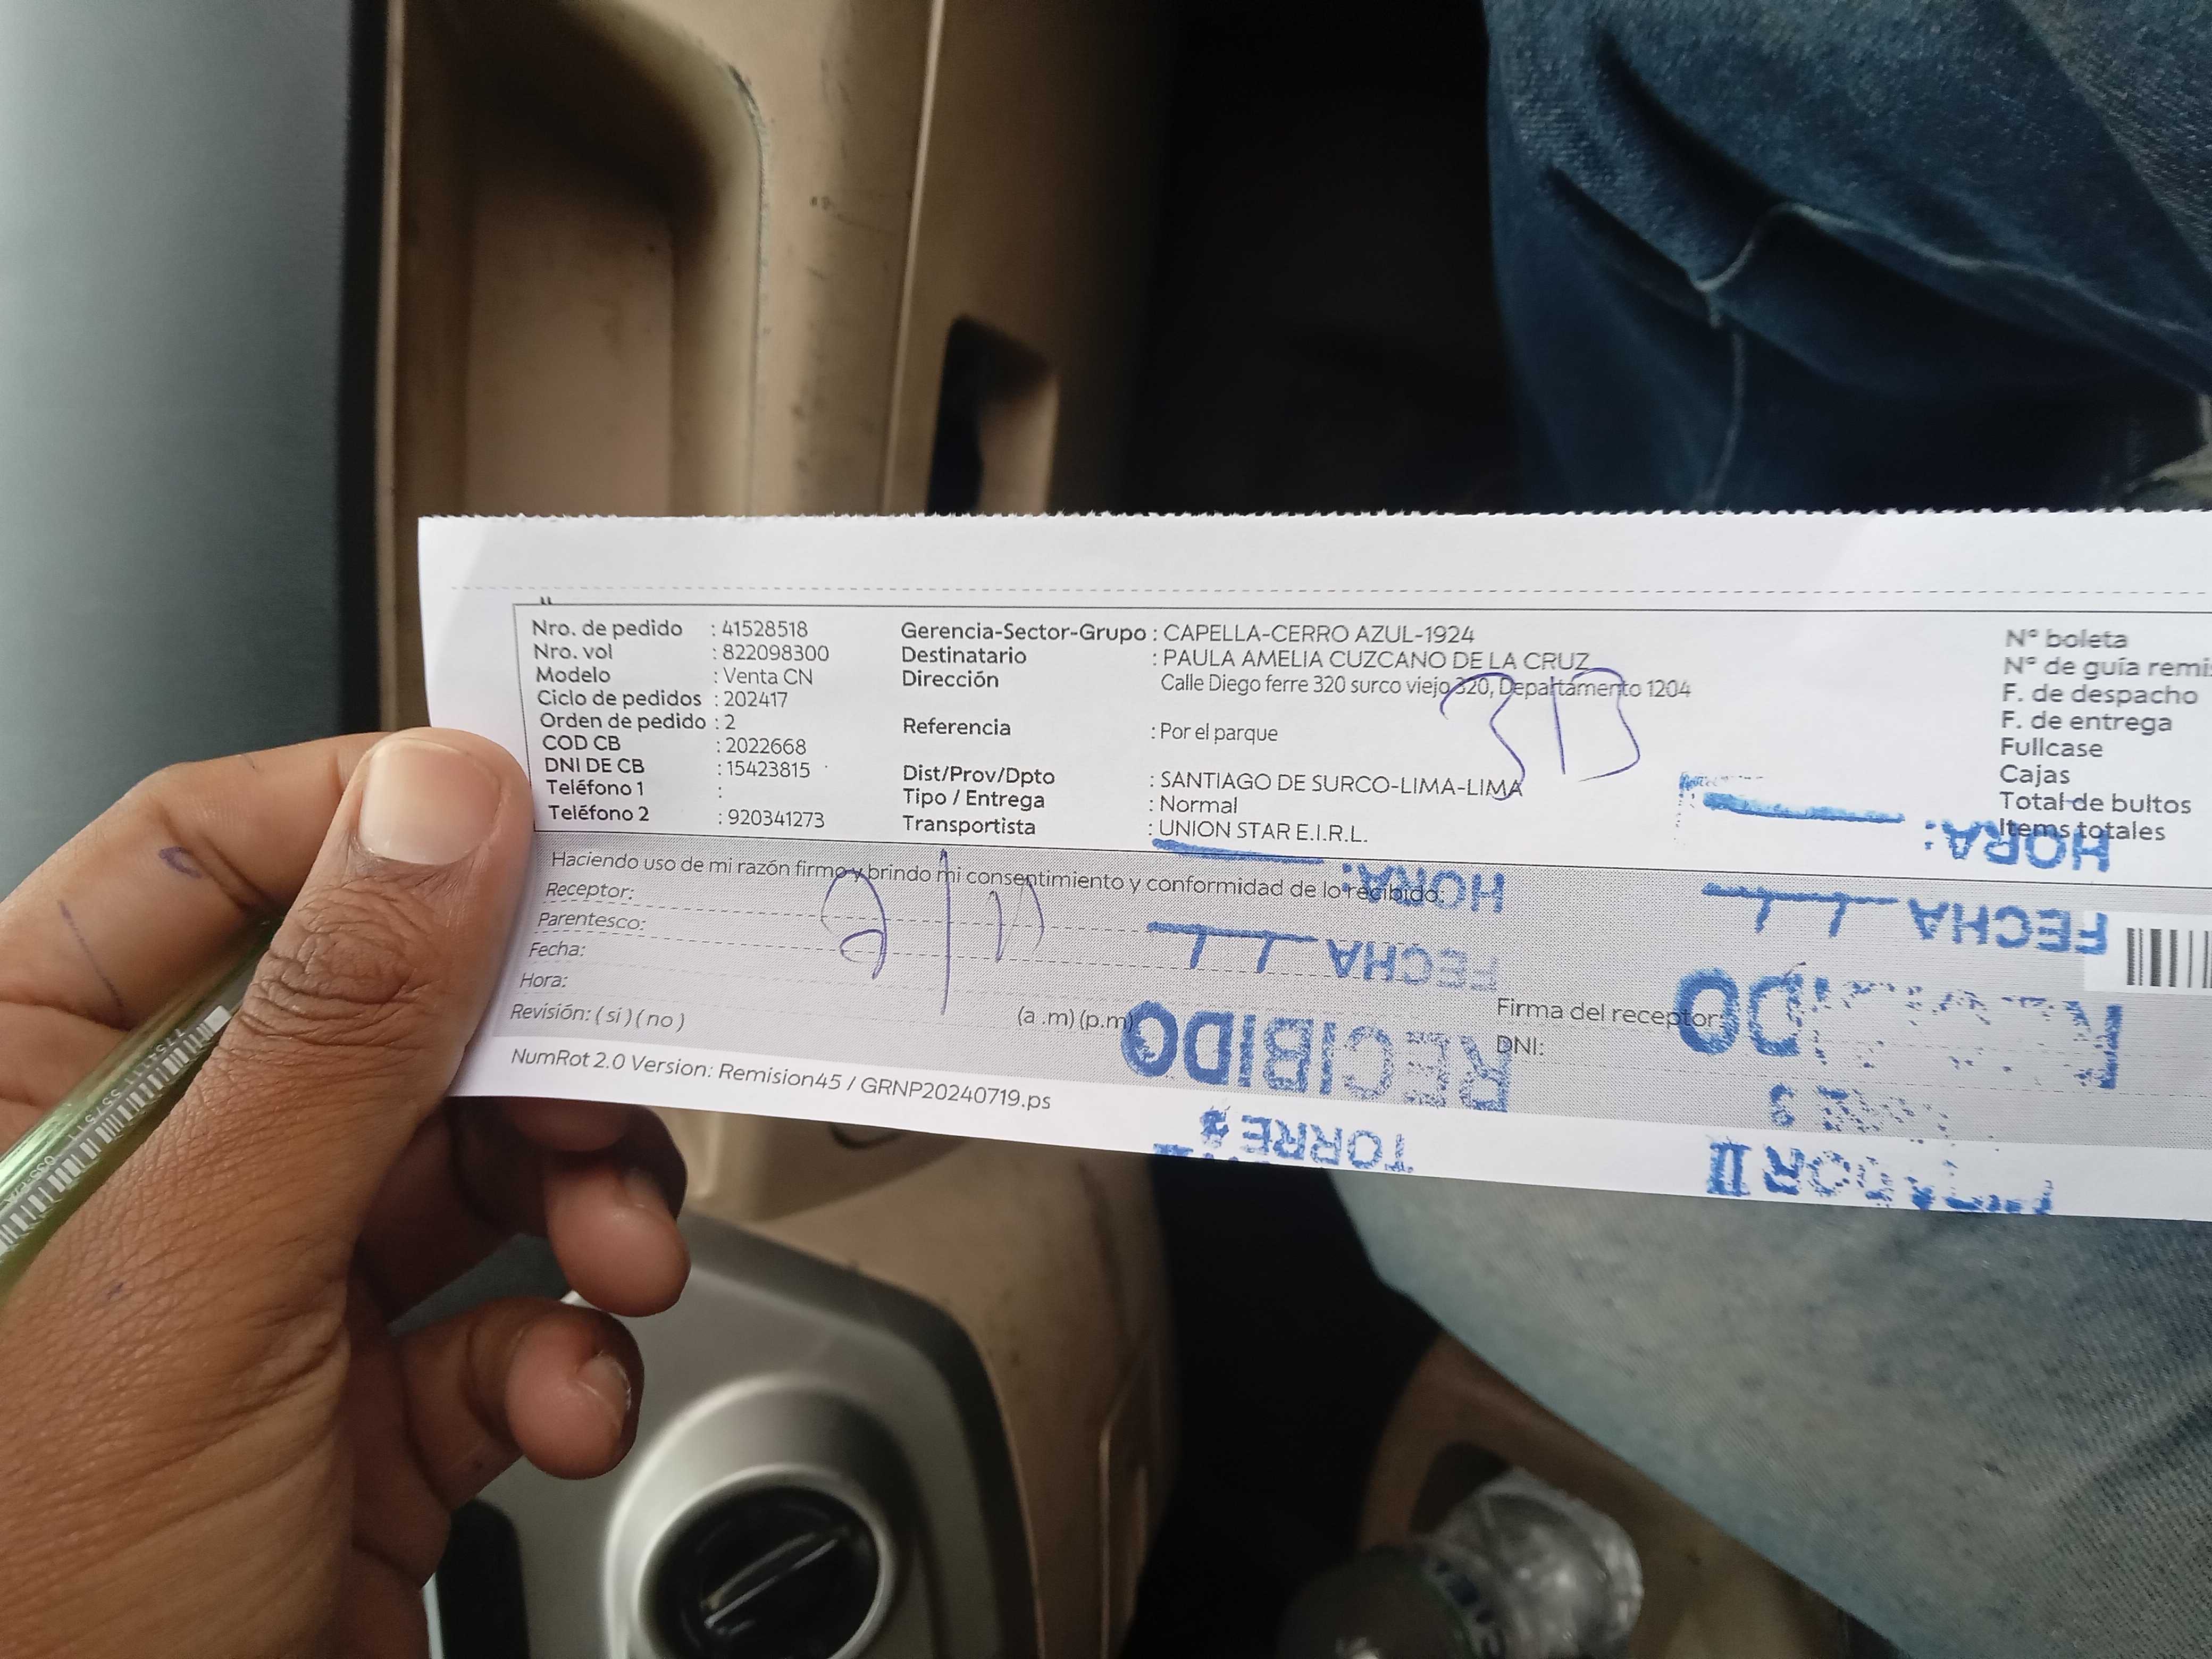 Nro. de pedido : 41528518
Nro. vol : 822098300
Modelo : Venta CN
Ciclo de pedidos : 202417
Orden de pedido : 2
COD CB : 2022668
DNI DE CB : 15423815
Teléfono 1 :
Teléfono 2 : 920341273
Gerencia-Sector-Grupo : CAPELLA-CERRO AZUL-1924
Destinatario : PAULA AMELIA CUZCANO DE LA CRUZ
Dirección Calle Diego ferre 320 surco viejo 320, Departamento 1204
Referencia : Por el parque
Dist/Prov/Dpto : SANTIAGO DE SURCO-LIMA-LIMA
Tipo / Entrega : Normal
Transportista : UNION STAR E.I.R.L.
N° boleta
N° de guía remis
F. de despacho
F. de entrega
Fullcase
Cajas
Total de bultos
Items totales
Haciendo uso de mi razón firmo y brindo mi consentimiento y conformidad de lo recibido:
Receptor:
Parentesco:
Fecha:
Hora:
Revisión: ( si ) ( no )
(a .m) (p.m)
Firma del receptor:
DNI:
NumRot 2.0 Version: Remision45 / GRNP20240719.ps
TORRE
RECIBIDO
FECHA
HORA:
RECIBIDO
FECHA
HORA: